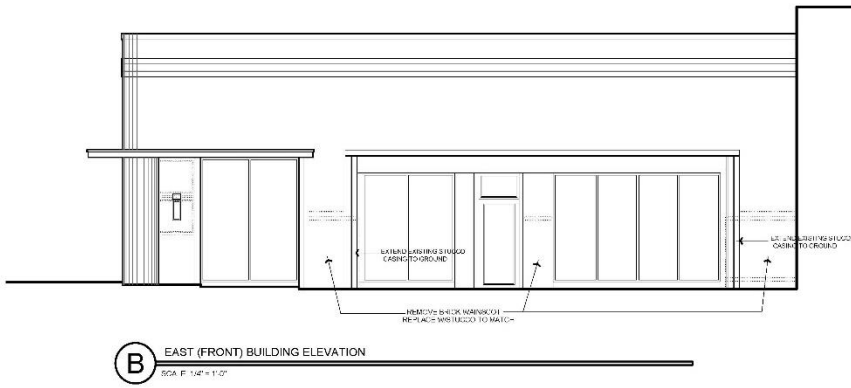 EXTEND EXISTING STUCCO
CASING TO GROUND
EXTEND EXISTING STUCCO
CASING TO GROUND
REMOVE BRICK WAINSCOT
REPLACE W/STUCCO TO MATCH
B
EAST (FRONT) BUILDING ELEVATION
SCALE: 1/4" = 1'-0"